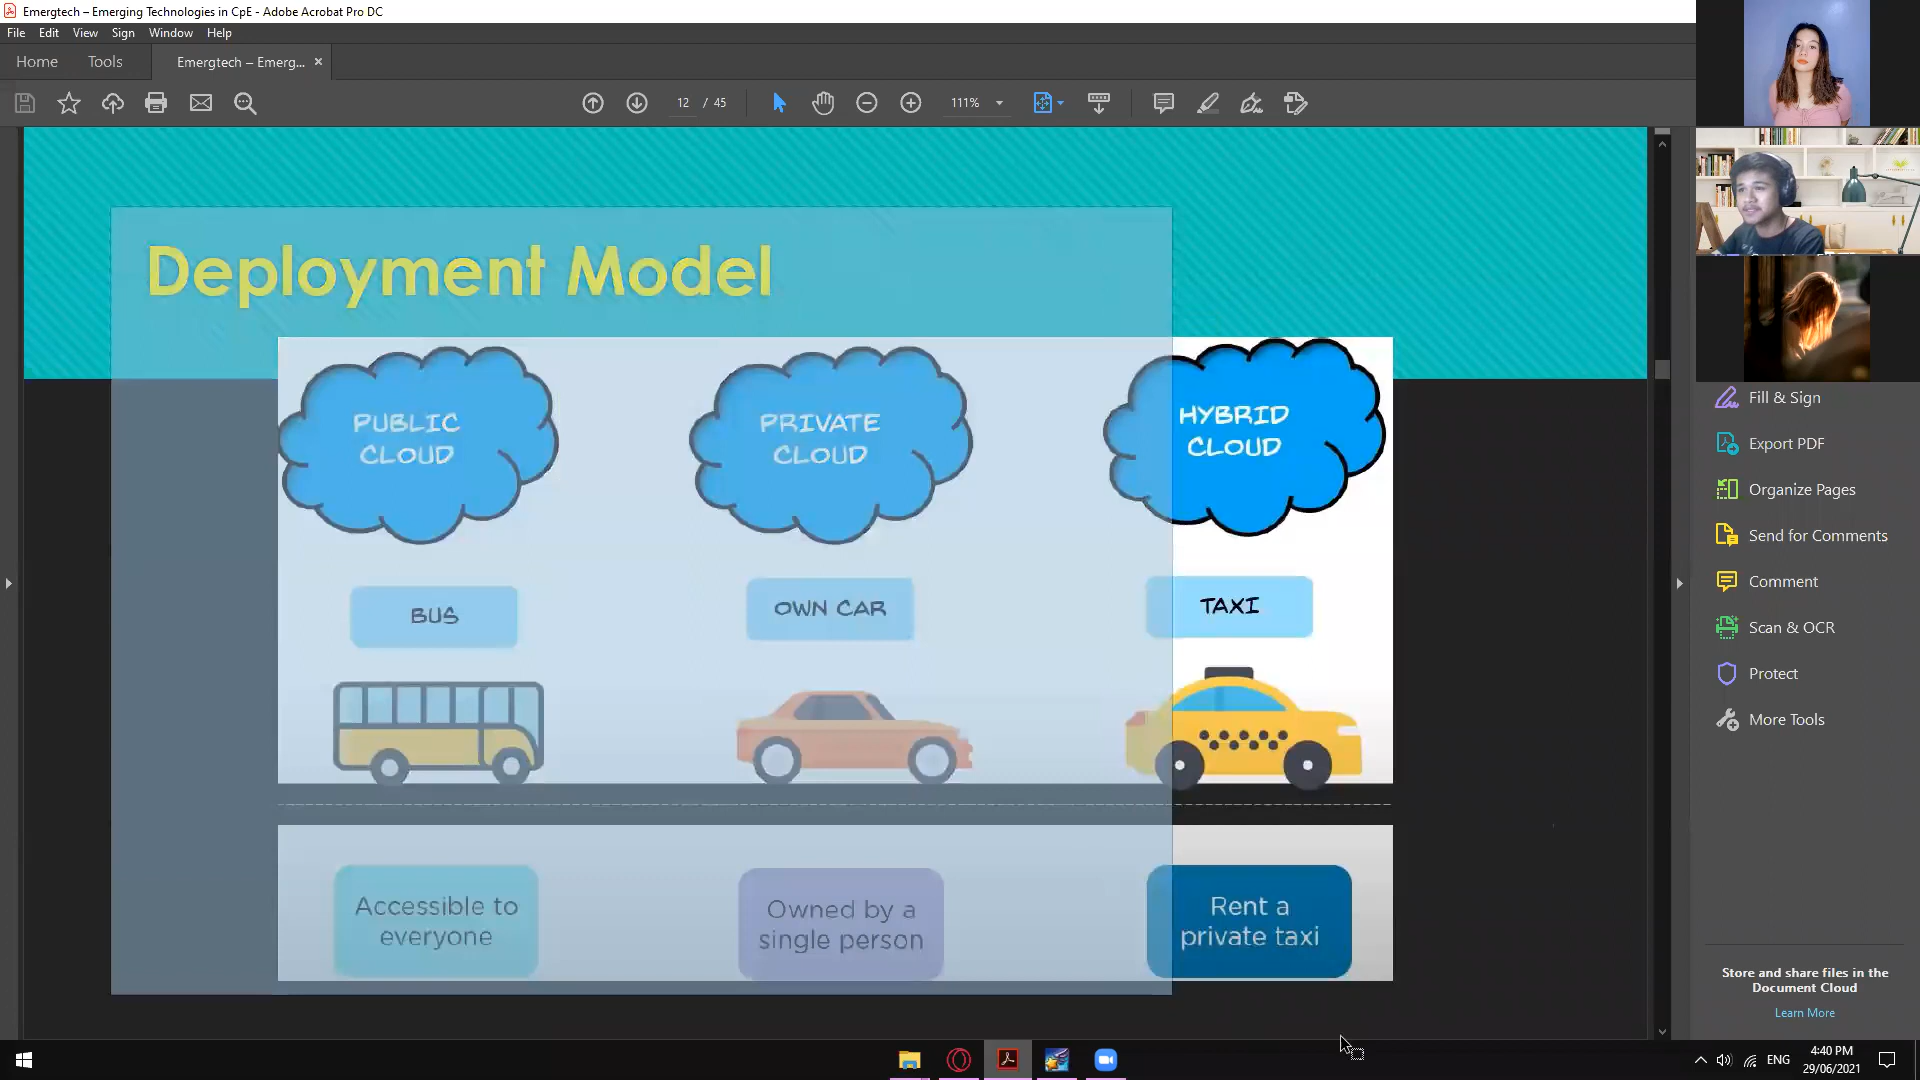 Emergtech – Emerging Technologies in CpE - Adobe Acrobat Pro DC
File Edit View Sign Window Help
Home Tools Emergtech – Emerg... ×
12 / 45 111%
Deployment Model
PUBLIC
CLOUD
PRIVATE
CLOUD
HYBRID
CLOUD
BUS
OWN CAR
TAXI
Accessible to
everyone
Owned by a
single person
Rent a
private taxi
Fill & Sign
Export PDF
Organize Pages
Send for Comments
Comment
Scan & OCR
Protect
More Tools
Store and share files in the
Document Cloud
Learn More
ENG
4:40 PM
29/06/2021